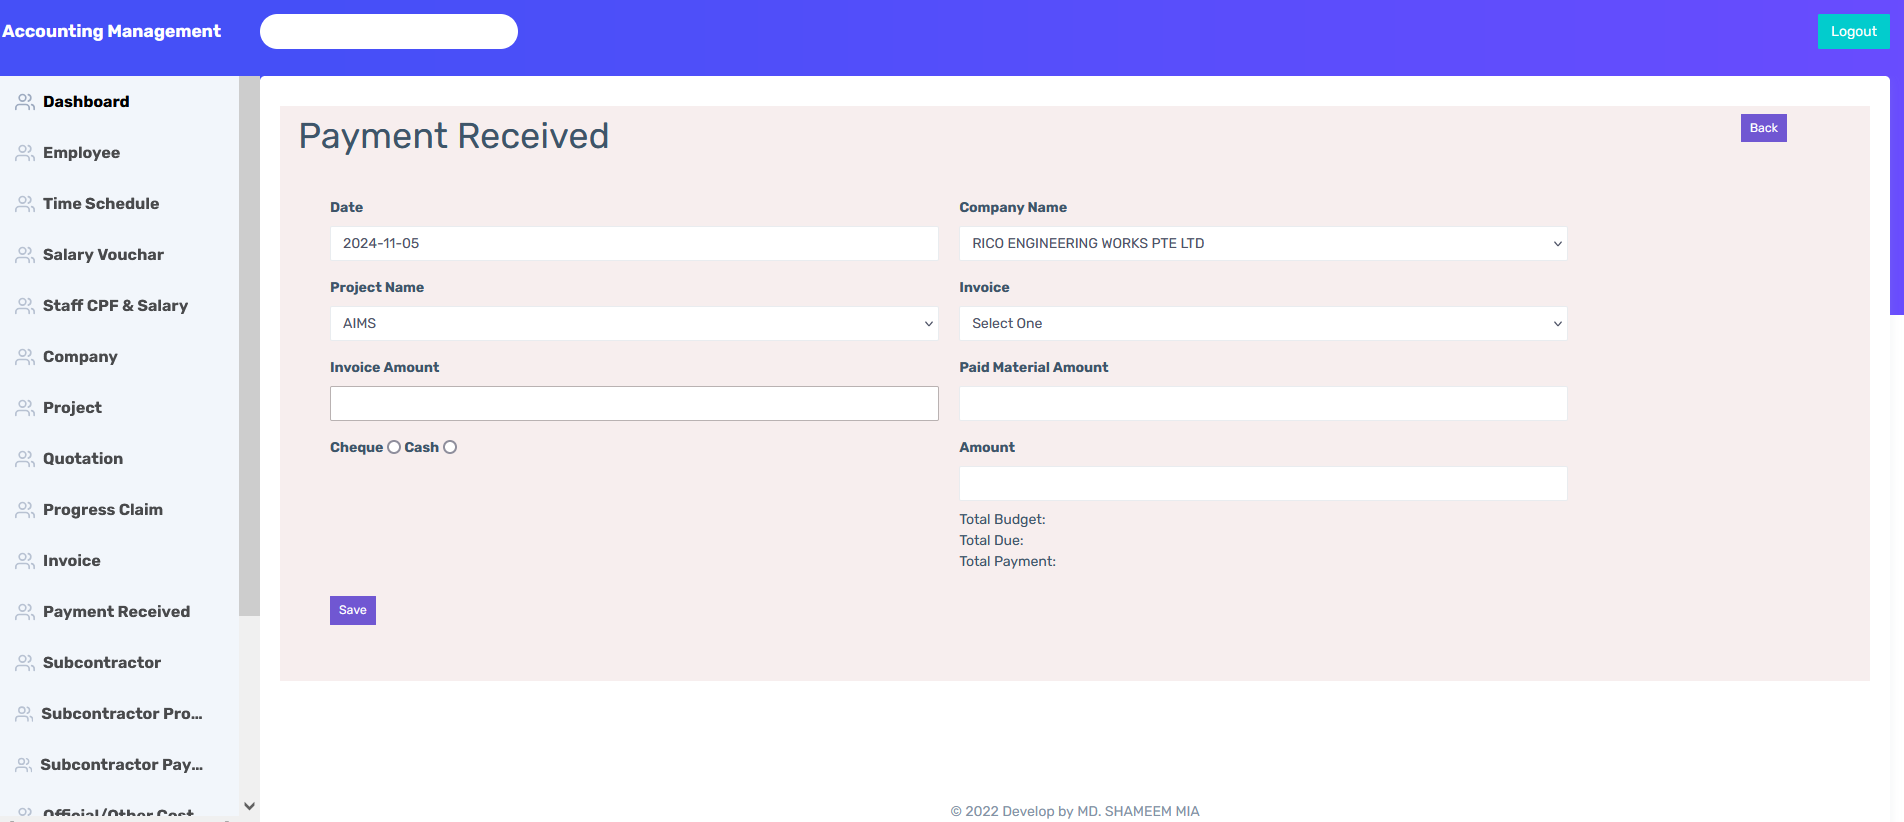 Accounting Management
Logout
Dashboard
Employee
Time Schedule
Salary Vouchar
Staff CPF & Salary
Company
Project
Quotation
Progress Claim
Invoice
Payment Received
Subcontractor
Subcontractor Pro...
Subcontractor Pay...
Official/Other Cost
Payment Received
Back
Date
Company Name
2024-11-05
RICO ENGINEERING WORKS PTE LTD
Project Name
Invoice
AIMS
Select One
Invoice Amount
Paid Material Amount
Cheque Cash
Amount
Total Budget:
Total Due:
Total Payment:
Save
© 2022 Develop by MD. SHAMEEM MIA